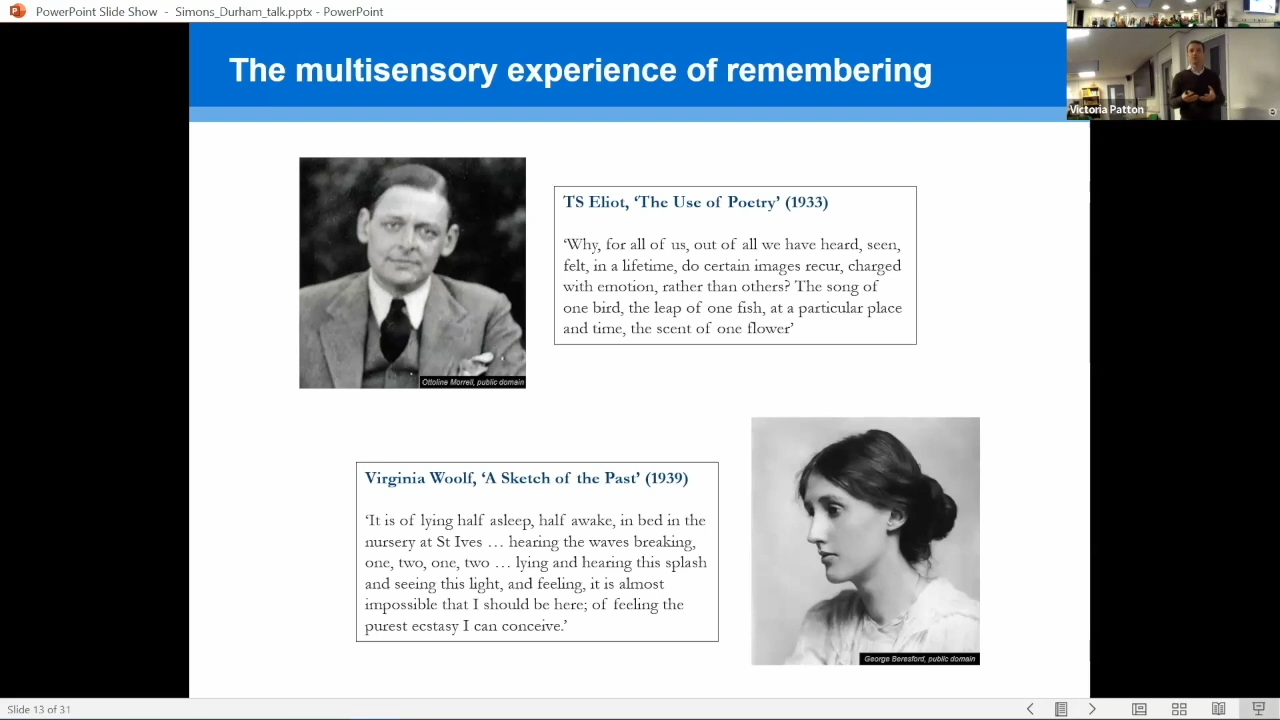 PowerPoint Slide Show - Simons_Durham_talk.pptx - PowerPoint
The multisensory experience of remembering
Victoria Patton
TS Eliot, ‘The Use of Poetry’ (1933)
‘Why, for all of us, out of all we have heard, seen,
felt, in a lifetime, do certain images recur, charged
with emotion, rather than others? The song of
one bird, the leap of one fish, at a particular place
and time, the scent of one flower’
Ottoline Morrell, public domain
Virginia Woolf, ‘A Sketch of the Past’ (1939)
‘It is of lying half asleep, half awake, in bed in the
nursery at St Ives … hearing the waves breaking,
one, two, one, two … lying and hearing this splash
and seeing this light, and feeling, it is almost
impossible that I should be here; of feeling the
purest ecstasy I can conceive.’
George Beresford, public domain
Slide 13 of 31